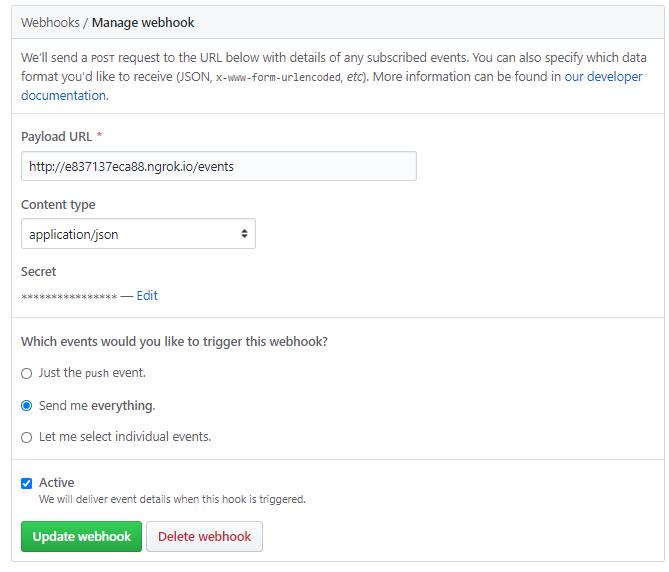 Webhooks / Manage webhook
We'll send a POST request to the URL below with details of any subscribed events. You can also specify which data
format you'd like to receive (JSON, x-www-form-urlencoded, etc). More information can be found in our developer
documentation.
Payload URL *
http://e837137eca88.ngrok.io/events
Content type
application/json
Secret
**************** — Edit
Which events would you like to trigger this webhook?
Just the push event.
Send me everything.
Let me select individual events.
Active
We will deliver event details when this hook is triggered.
Update webhook Delete webhook